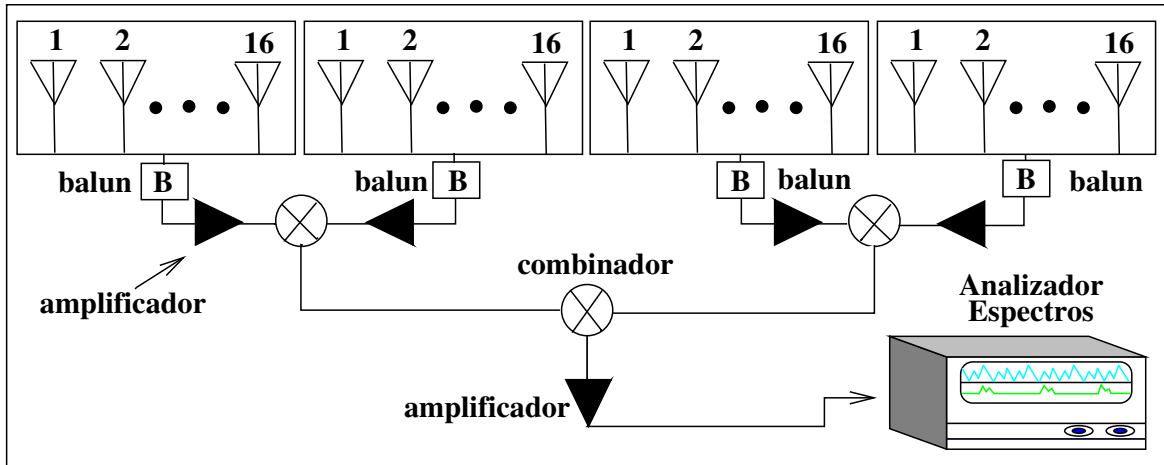 1 2 16 1 2 16 1 2 16 1 2 16
balun B balun B B balun B balun
combinador
amplificador
Analizador
Espectros
amplificador